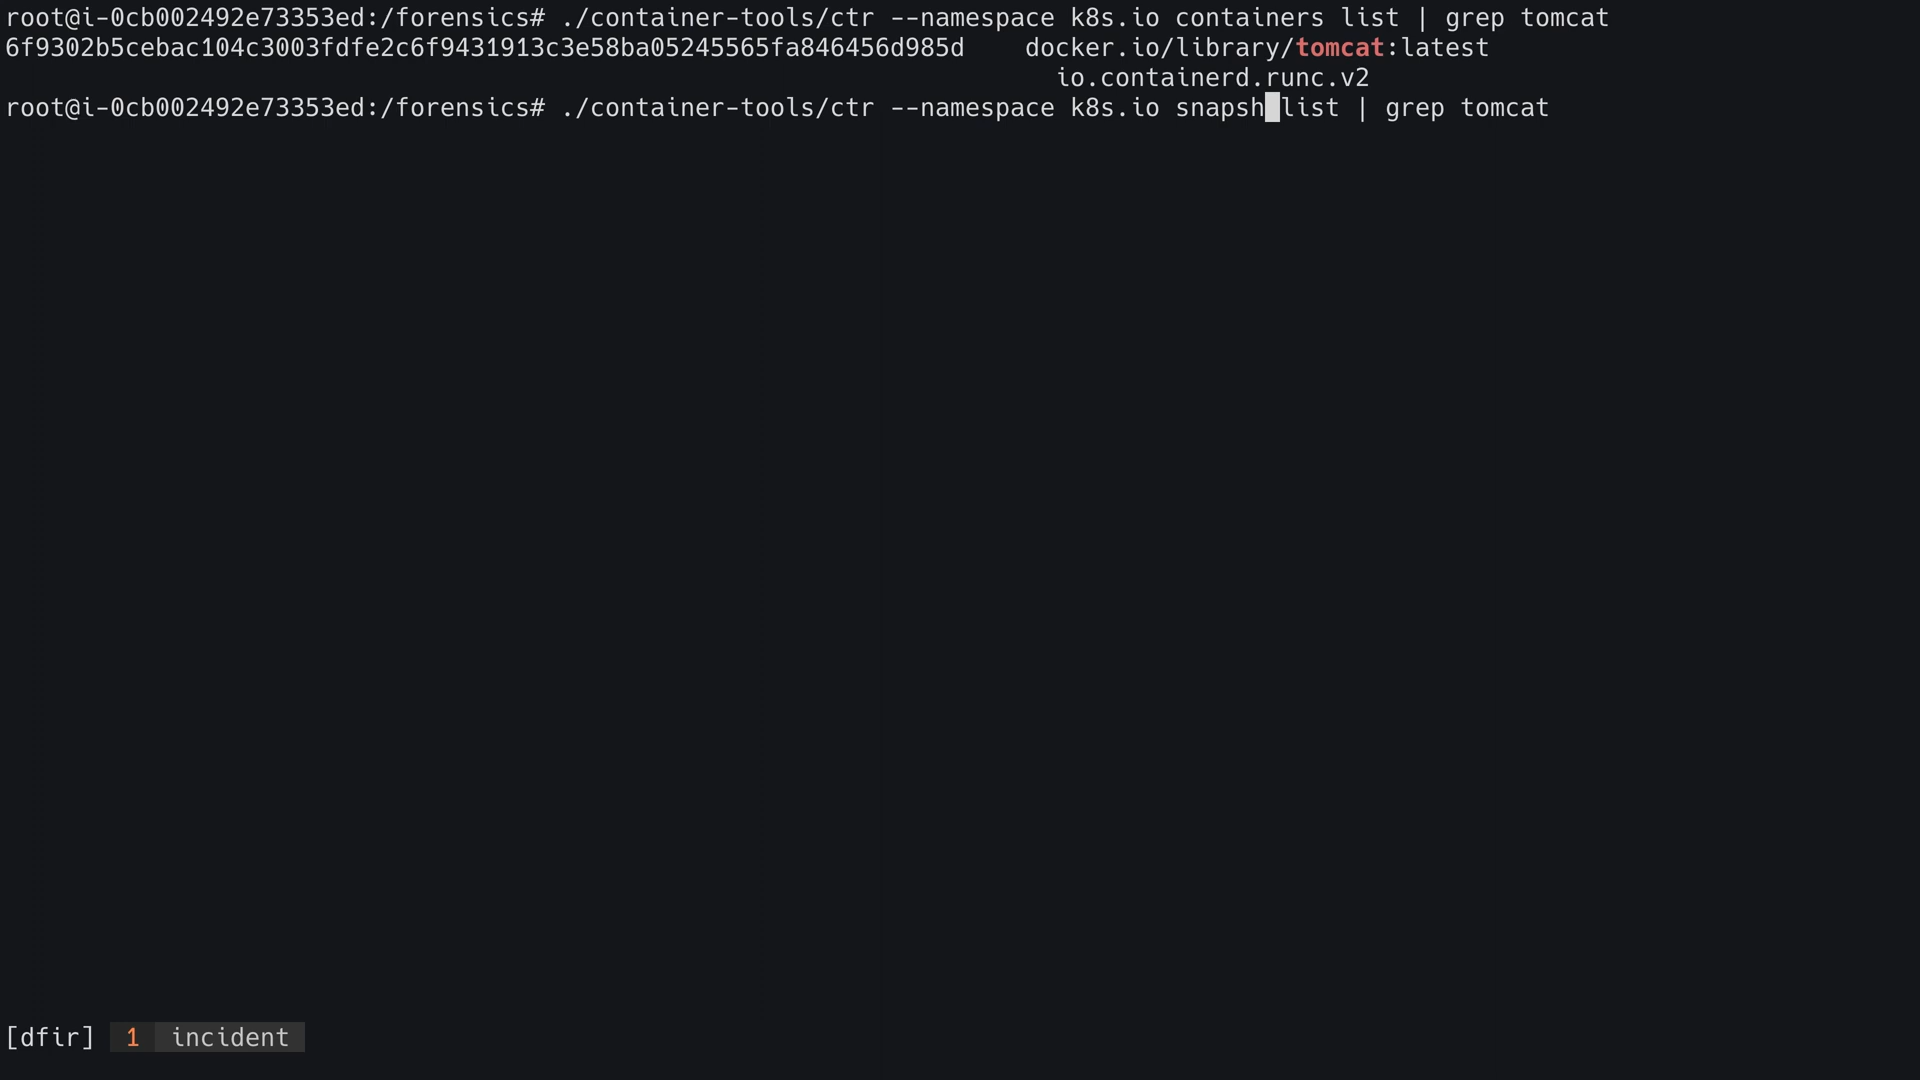 root@i-0cb002492e73353ed:/forensics# ./container-tools/ctr --namespace k8s.io containers list | grep tomcat
6f9302b5cebac104c3003fdfe2c6f9431913c3e58ba05245565fa846456d985d    docker.io/library/tomcat:latest
io.containerd.runc.v2
root@i-0cb002492e73353ed:/forensics# ./container-tools/ctr --namespace k8s.io snapsh list | grep tomcat
[dfir] 1 incident